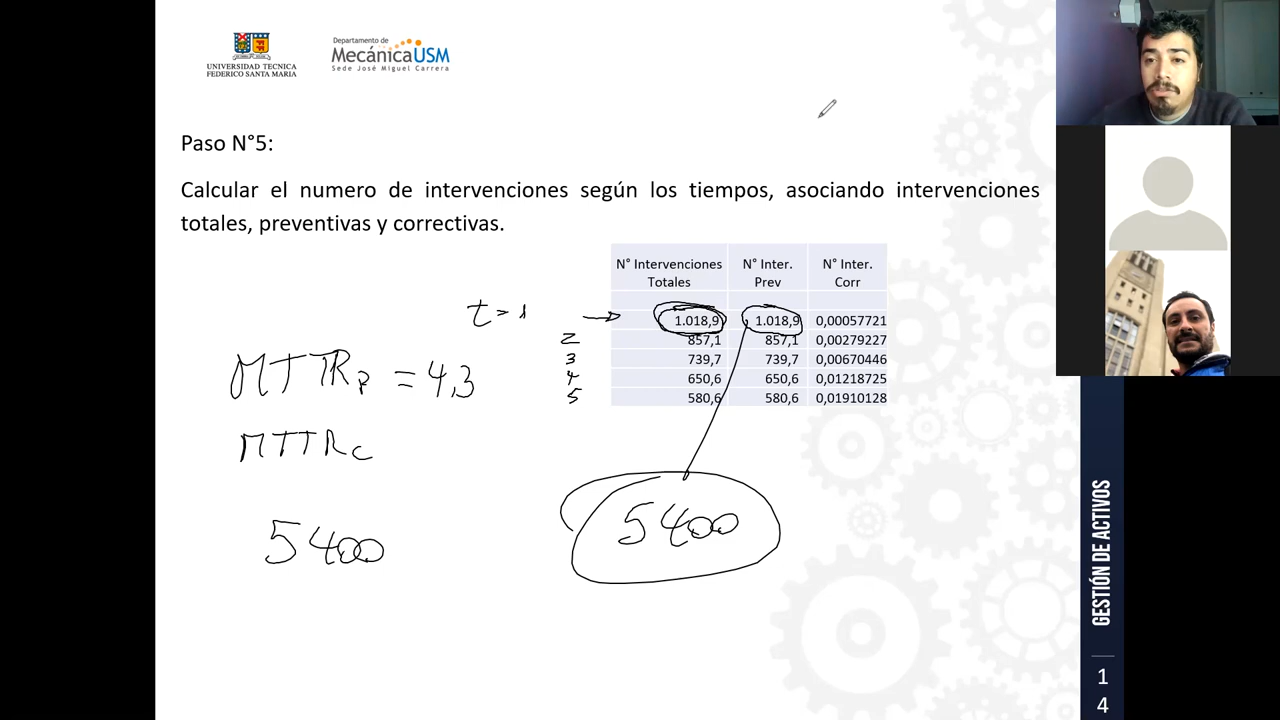 UNIVERSIDAD TECNICA
FEDERICO SANTA MARIA
Departamento de
MecánicaUSM
Sede José Miguel Carrera
Paso N°5:
Calcular el numero de intervenciones según los tiempos, asociando intervenciones
totales, preventivas y correctivas.
N° Intervenciones Totales N° Inter. Prev N° Inter. Corr
t = 1 1.018,9 1.018,9 0,00057721
2 857,1 857,1 0,00279227
3 739,7 739,7 0,00670446
4 650,6 650,6 0,01218725
5 580,6 580,6 0,01910128
MTTRP = 4,3
MTTRC
5400
5400
GESTIÓN DE ACTIVOS
1
4